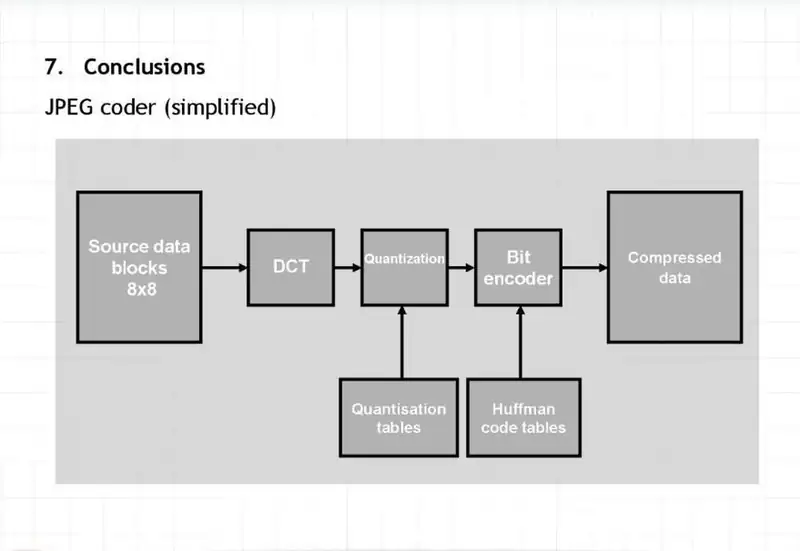 7. Conclusions
JPEG coder (simplified)
Source data
blocks
8x8
DCT
Quantization
Bit
encoder
Compressed
data
Quantisation
tables
Huffman
code tables